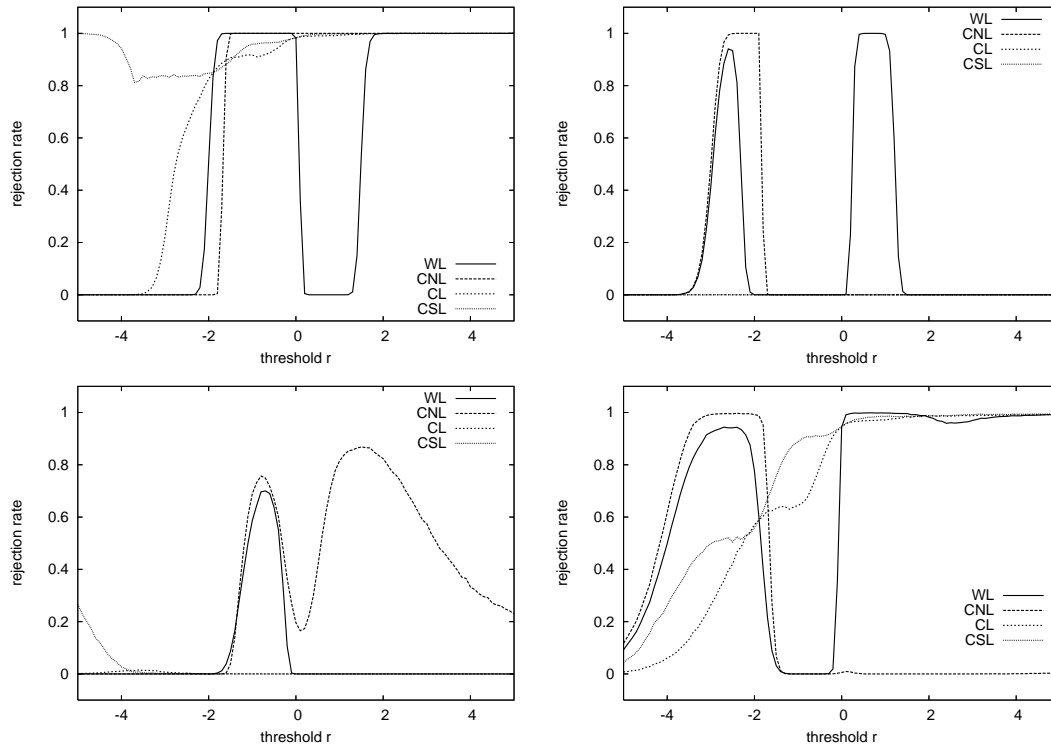 1
0.8
0.6
0.4
0.2
0
rejection rate
-4 -2 0 2 4
threshold r
WL
CNL
CL
CSL
1
0.8
0.6
0.4
0.2
0
rejection rate
-4 -2 0 2 4
threshold r
WL
CNL
CL
CSL
1
0.8
0.6
0.4
0.2
0
rejection rate
-4 -2 0 2 4
threshold r
WL
CNL
CL
CSL
1
0.8
0.6
0.4
0.2
0
rejection rate
-4 -2 0 2 4
threshold r
WL
CNL
CL
CSL